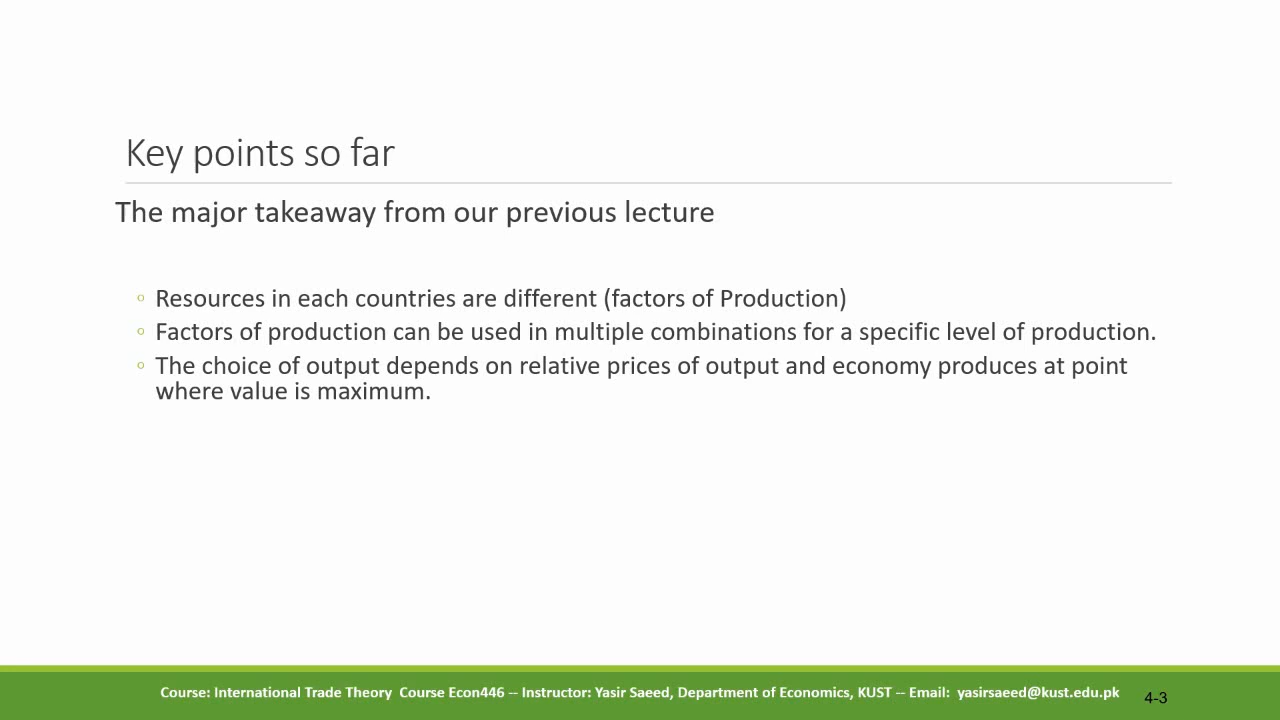 Key points so far
The major takeaway from our previous lecture
◦ Resources in each countries are different (factors of Production)
◦ Factors of production can be used in multiple combinations for a specific level of production.
◦ The choice of output depends on relative prices of output and economy produces at point
where value is maximum.
Course: International Trade Theory  Course Econ446 -- Instructor: Yasir Saeed, Department of Economics, KUST -- Email:  yasirsaeed@kust.edu.pk
4-3